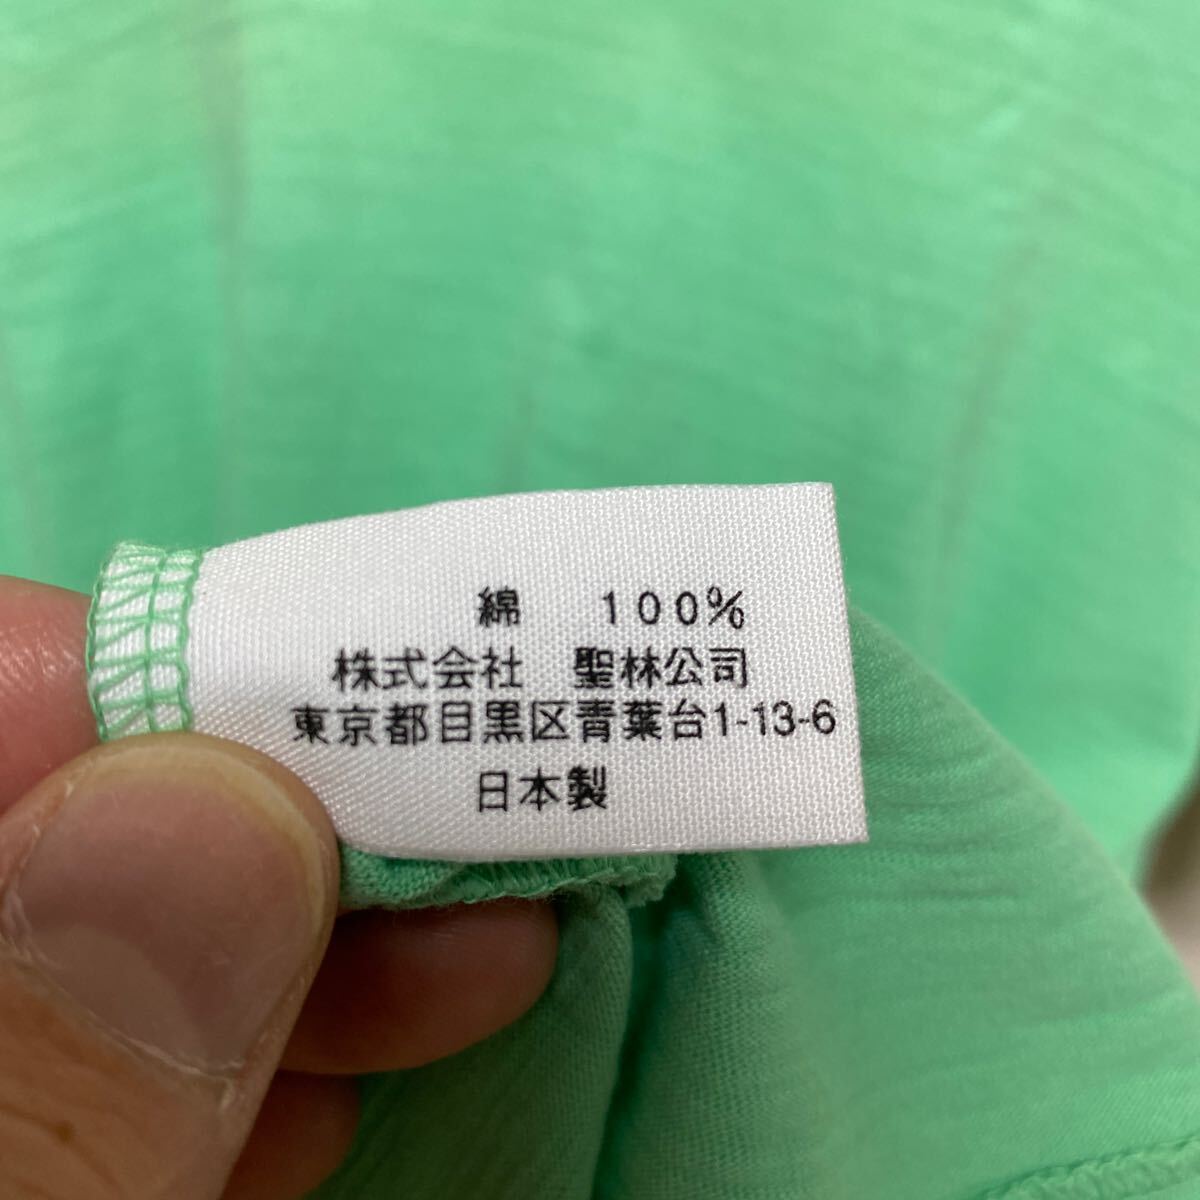 綿 100%
株式会社 聖林公司
東京都目黒区青葉台1-13-6
日本製